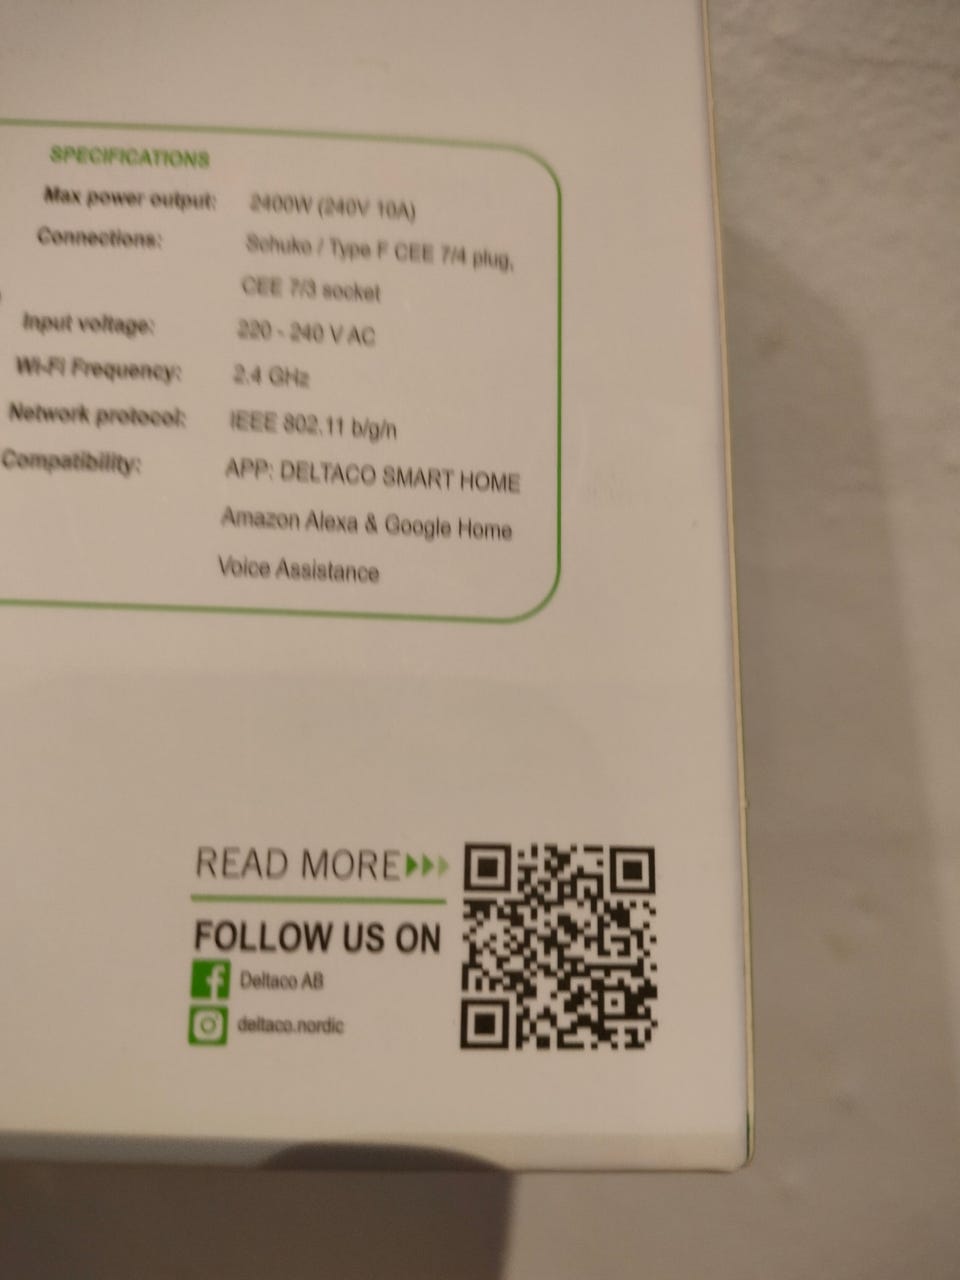 SPECIFICATIONS
Max power output: 2400W (240V 10A)
Connections: Schuko / Type F CEE 7/4 plug,
CEE 7/3 socket
Input voltage: 220 - 240 V AC
Wi-Fi Frequency: 2.4 GHz
Network protocol: IEEE 802.11 b/g/n
Compatibility: APP: DELTACO SMART HOME
Amazon Alexa & Google Home
Voice Assistance
READ MORE
FOLLOW US ON
Deltaco AB
deltaco.nordic